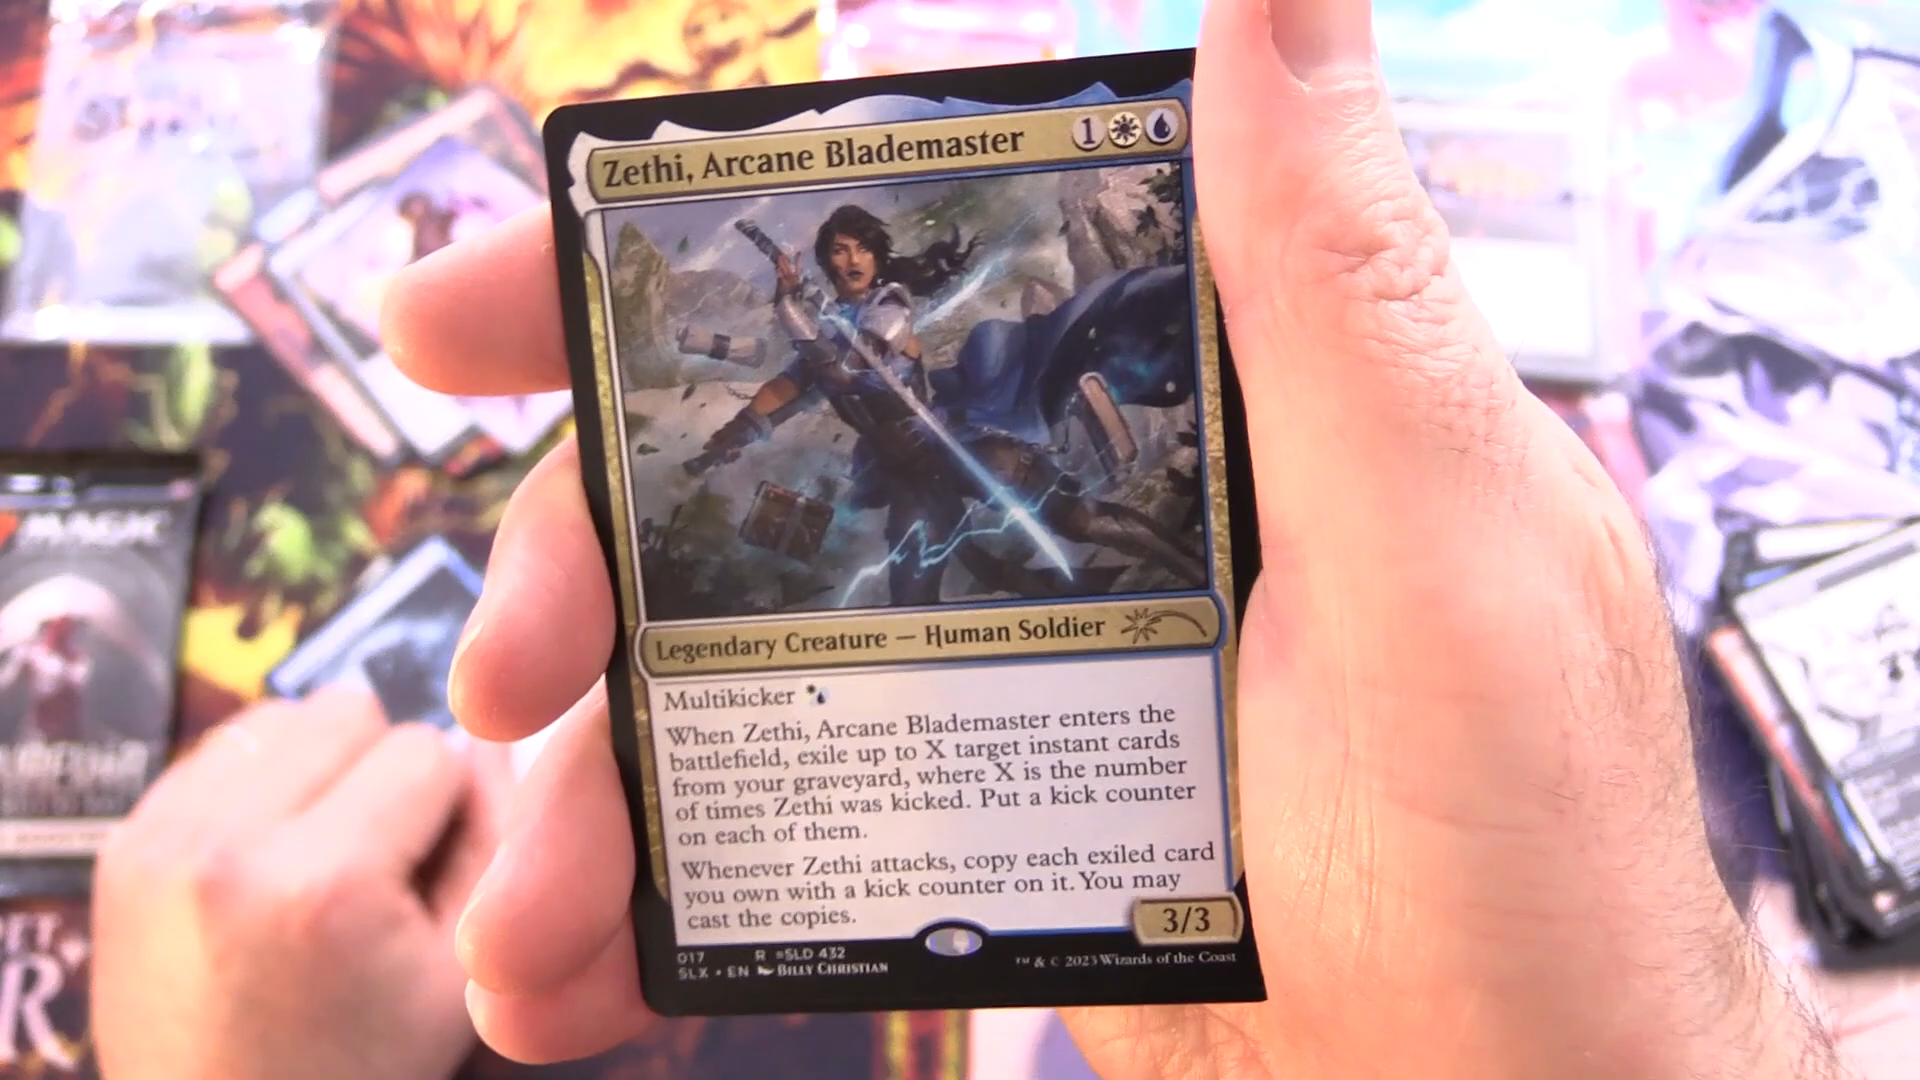 Zethi, Arcane Blademaster 1
Legendary Creature — Human Soldier
Multikicker
When Zethi, Arcane Blademaster enters the
battlefield, exile up to X target instant cards
from your graveyard, where X is the number
of times Zethi was kicked. Put a kick counter
on each of them.
Whenever Zethi attacks, copy each exiled card
you own with a kick counter on it. You may
cast the copies.
3/3
017 R =SLD 432
SLX • EN Billy Christian
™ & © 2023 Wizards of the Coast
MAGIC